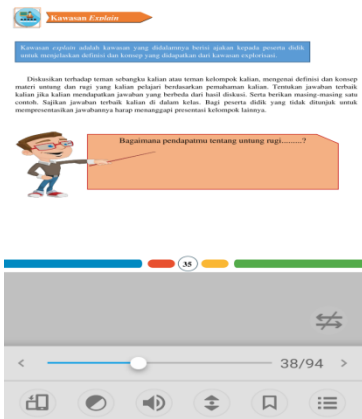 Kawasan Explain
Kawasan explain adalah kawasan yang didalamnya berisi ajakan kepada peserta didik
untuk menjelaskan definisi dan konsep yang didapatkan dari kawasan explorasi.
Diskusikan terhadap teman sebangku kalian atau teman kelompok kalian, mengenai definisi dan konsep
materi untung dan rugi yang kalian pelajari berdasarkan pemahaman kalian. Tentukan jawaban terbaik
kalian jika kalian mendapatkan jawaban yang berbeda dari hasil diskusi. Serta berikan masing-masing satu
contoh. Sajikan jawaban terbaik kalian di dalam kelas. Bagi peserta didik yang tidak ditunjuk untuk
mempresentasikan jawabannya harap menanggapi presentasi kelompok lainnya.
Bagaimana pendapatmu tentang untung rugi..........?
35
38/94